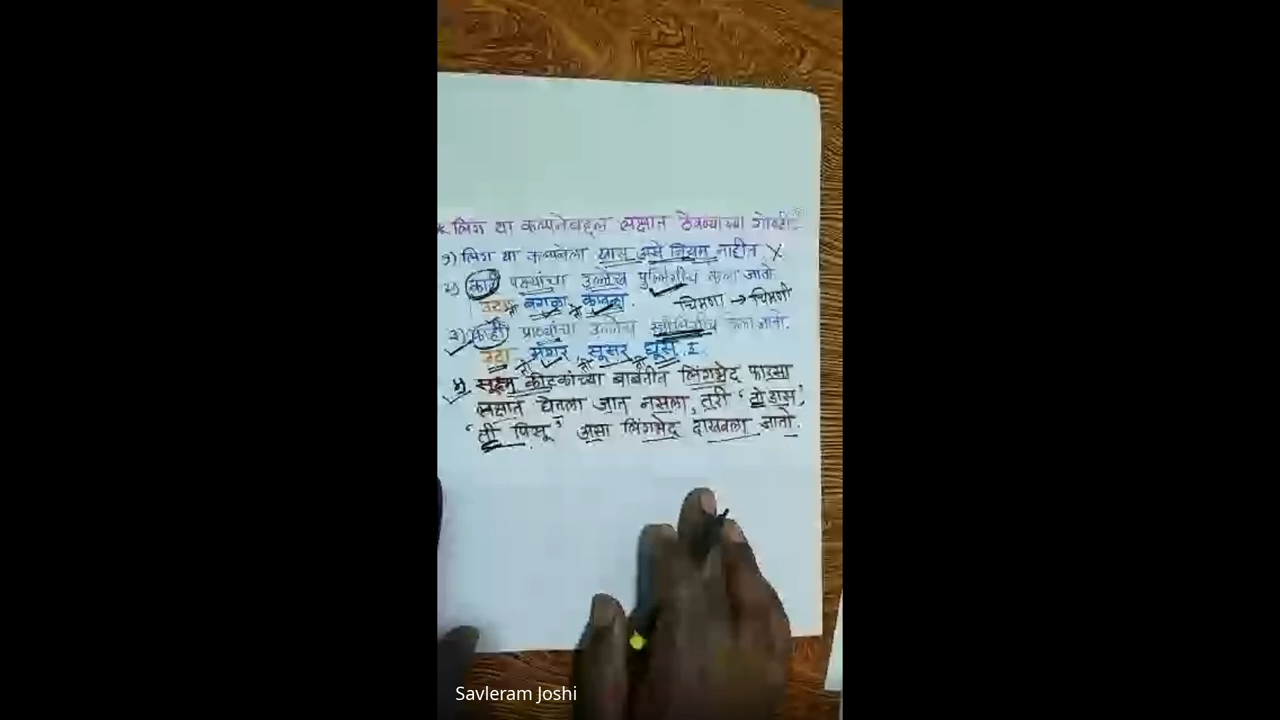 * लिंग या कल्पनेबद्दल लक्षात ठेवण्याच्या गोष्टी:-
१) लिंग या कल्पनेला खास असे नियम नाहीत. X
२) काही पक्ष्यांचा उल्लेख पुल्लिंगीच केला जातो.
उदा बगळा कावळा. चिमणा → चिमणी
३) काही प्राण्यांचा उल्लेख स्त्रीलिंगीच केला जातो.
उदा मगर, सुसर, घूस.
४) सूक्ष्म कीटकांच्या बाबतीत लिंगभेद फारसा
लक्षात घेतला जात नसला, तरी 'तो डास',
'ती पिसू' असा लिंगभेद दाखवला जातो.
Savleram Joshi